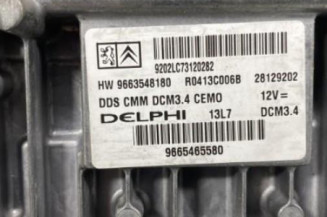 9202LC73120282
HW 9663548180 R0413C006B 28129202
DDS CMM DCM3.4 CEMO 12V=
DELPHI 13L7 DCM3.4
9665465580